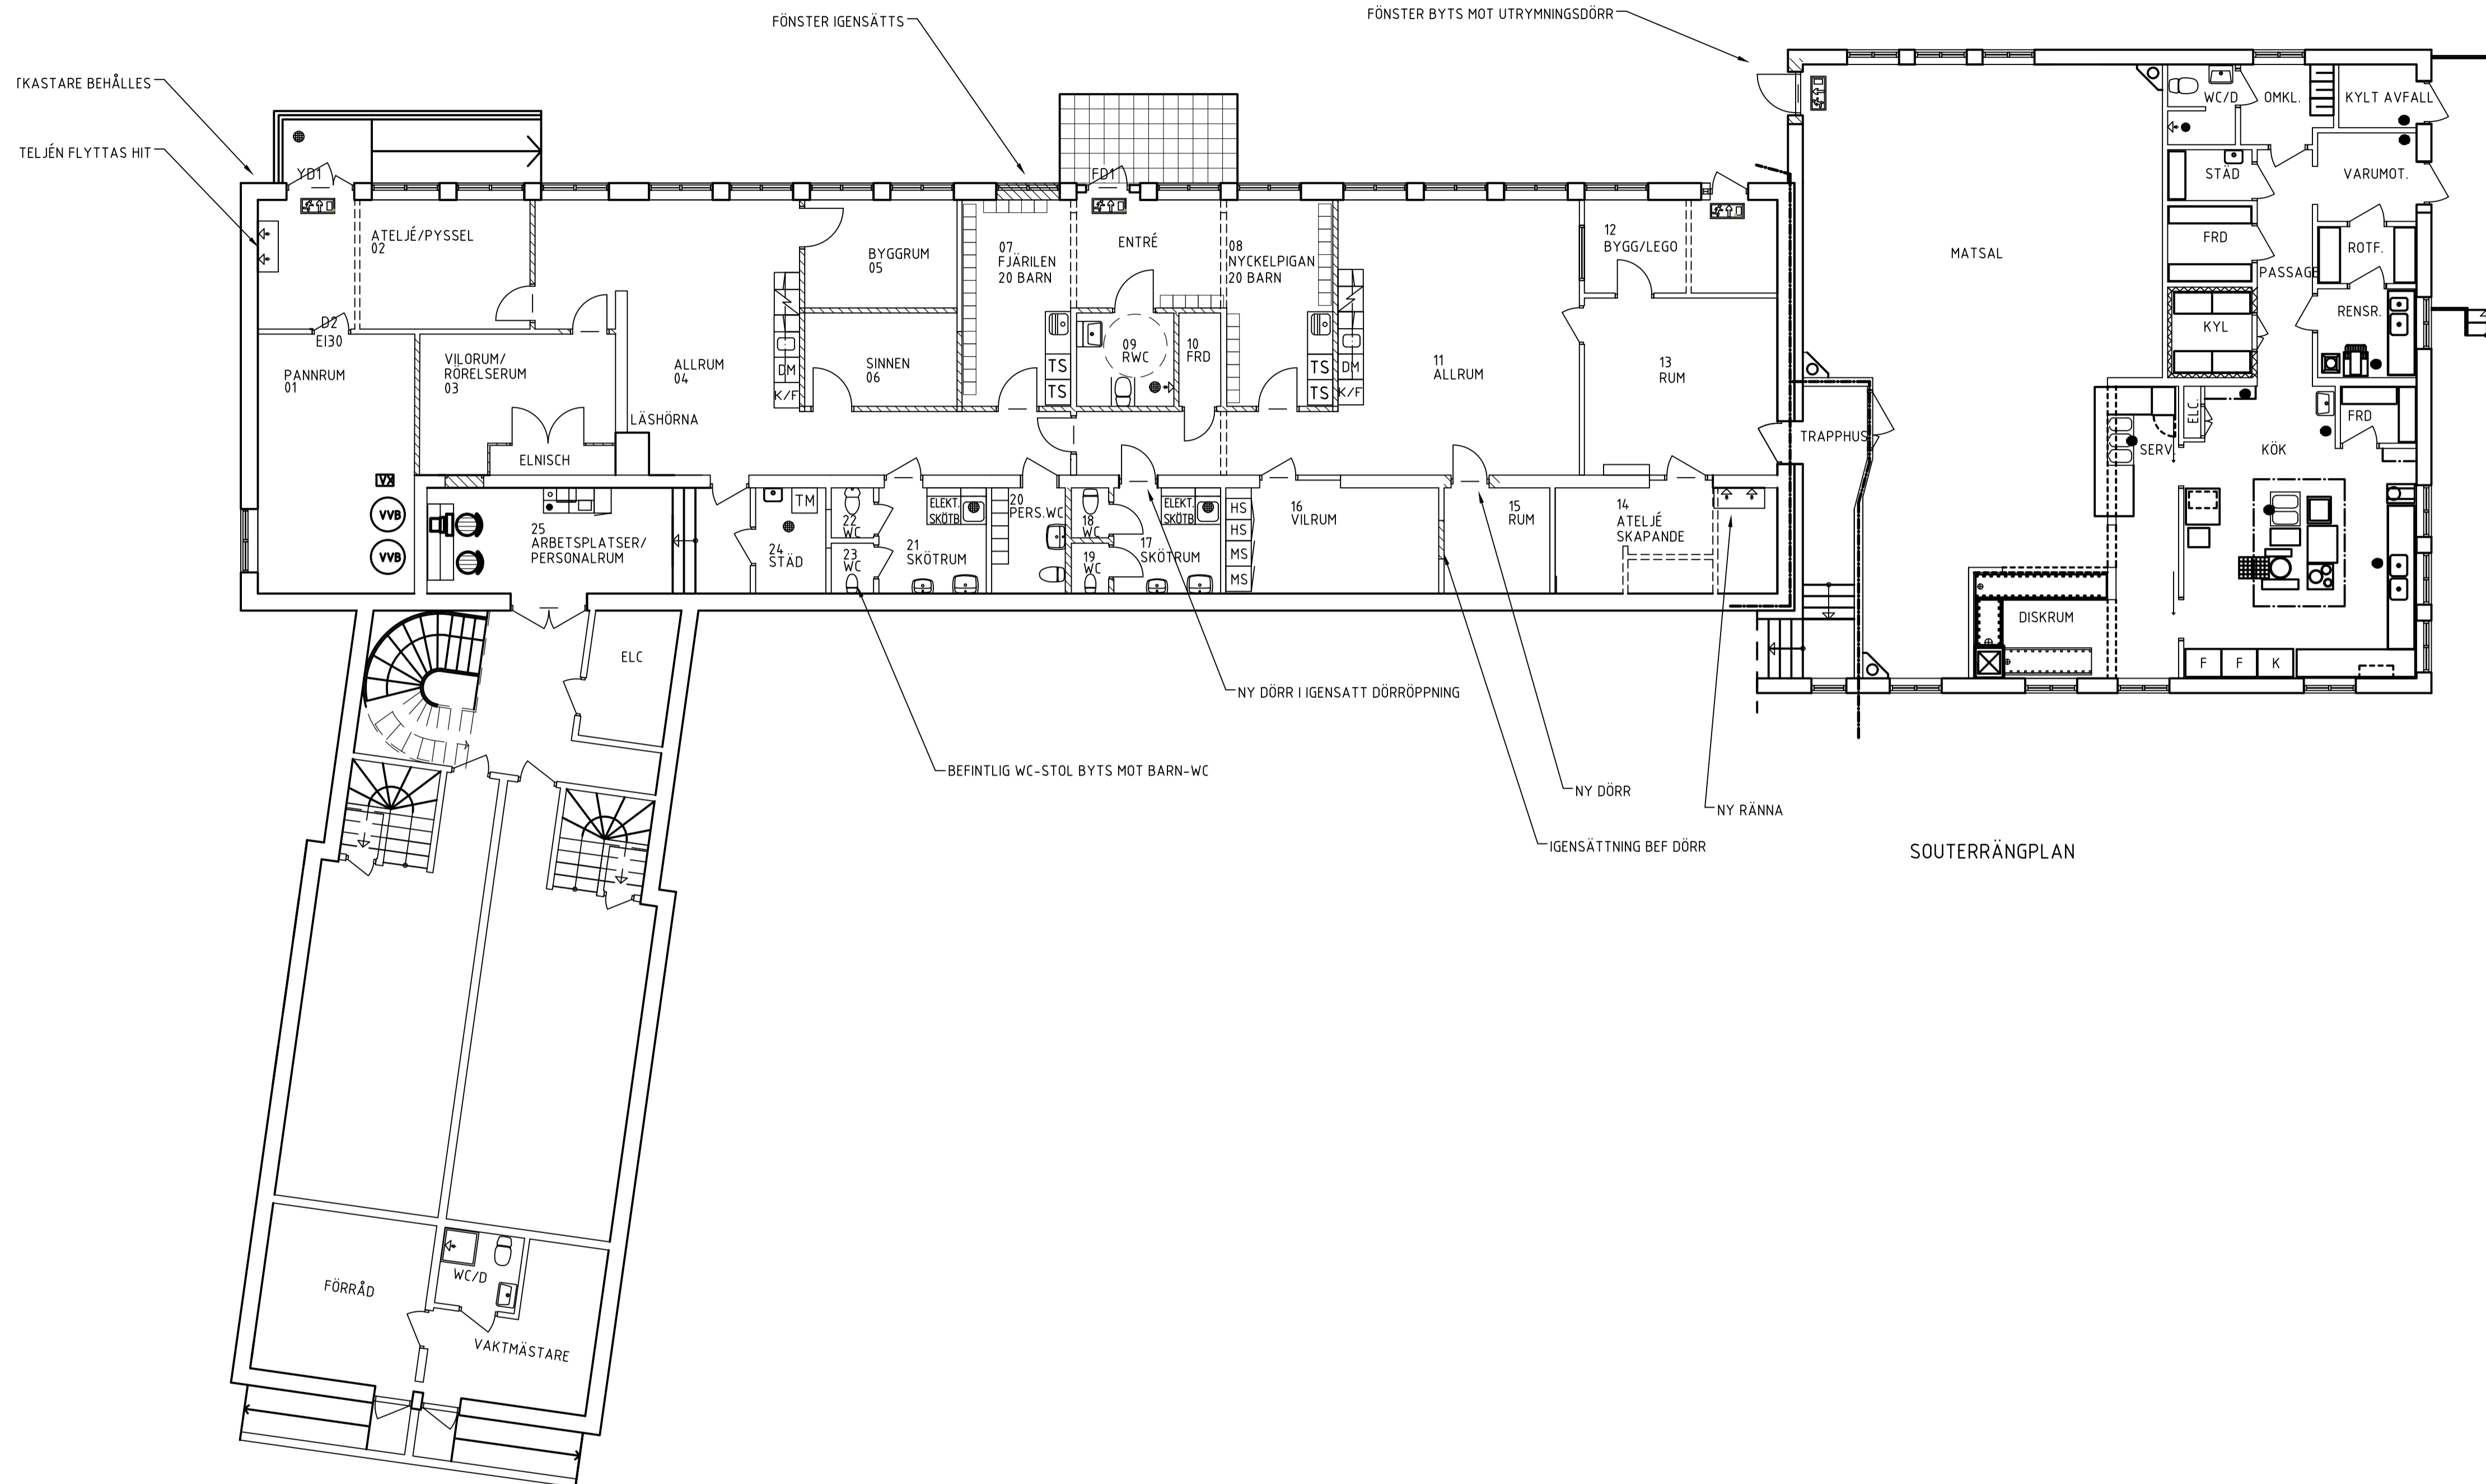 FÖNSTER IGENSÄTTS
FÖNSTER BYTS MOT UTRYMNINGSDÖRR
TKASTARE BEHÅLLES
TELJÉN FLYTTAS HIT
YD1
FD1
ATELJÉ/PYSSEL
02
D2
EI30
PANNRUM
01
VILORUM/
RÖRELSERUM
03
ELNISCH
ALLRUM
04
LÄSHÖRNA
DM
K/F
BYGGRUM
05
SINNEN
06
07
FJÄRILEN
20 BARN
TS
TS
ENTRÉ
09
RWC
10
FRD
08
NYCKELPIGAN
20 BARN
TS
TS
DM
K/F
11
ALLRUM
12
BYGG/LEGO
13
RUM
TRAPPHUS
MATSAL
WC/D
OMKL.
KYLT AVFALL
STÄD
VARUMOT.
FRD
PASSAGE
ROTF.
KYL
RENSR.
ELC.
FRD
SERV.
KÖK
DISKRUM
F
F
K
VX
VVB
VVB
25
ARBETSPLATSER/
PERSONALRUM
TM
24
STÄD
22
WC
23
WC
ELEKT.
SKÖTB
21
SKÖTRUM
20
PERS.WC
18
WC
19
WC
ELEKT.
SKÖTB
17
SKÖTRUM
HS
HS
MS
MS
16
VILRUM
15
RUM
14
ATELJÉ
SKAPANDE
ELC
NY DÖRR I IGENSATT DÖRRÖPPNING
BEFINTLIG WC-STOL BYTS MOT BARN-WC
NY DÖRR
NY RÄNNA
IGENSÄTTNING BEF DÖRR
SOUTERRÄNGPLAN
FÖRRÅD
WC/D
VAKTMÄSTARE